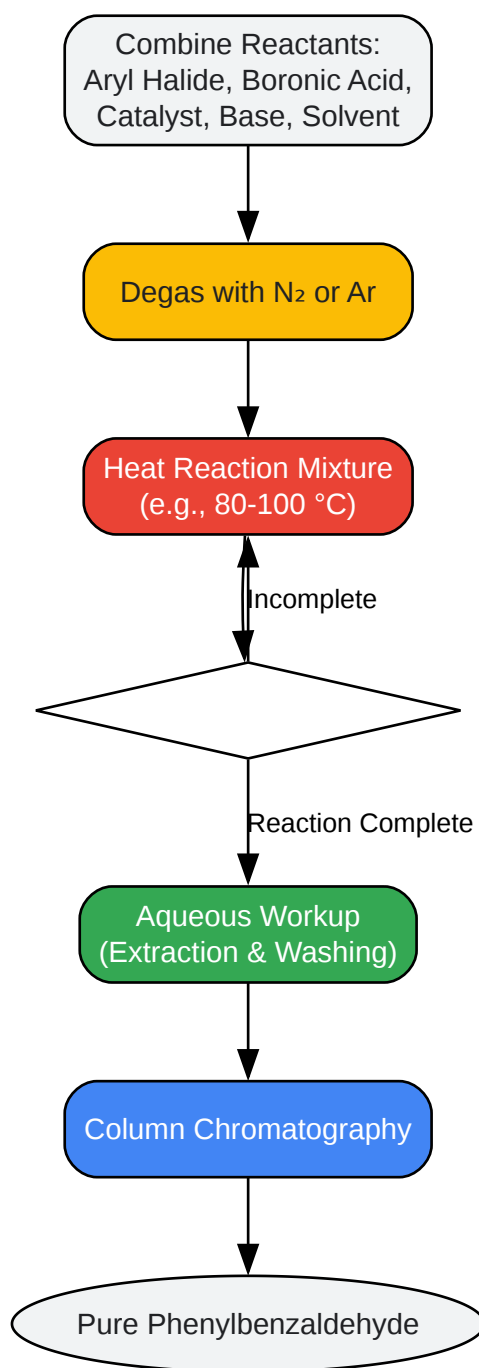 Combine Reactants:
Aryl Halide, Boronic Acid,
Catalyst, Base, Solvent
Degas with N₂ or Ar
Heat Reaction Mixture
(e.g., 80-100 °C)
Incomplete
Reaction Complete
Aqueous Workup
(Extraction & Washing)
Column Chromatography
Pure Phenylbenzaldehyde